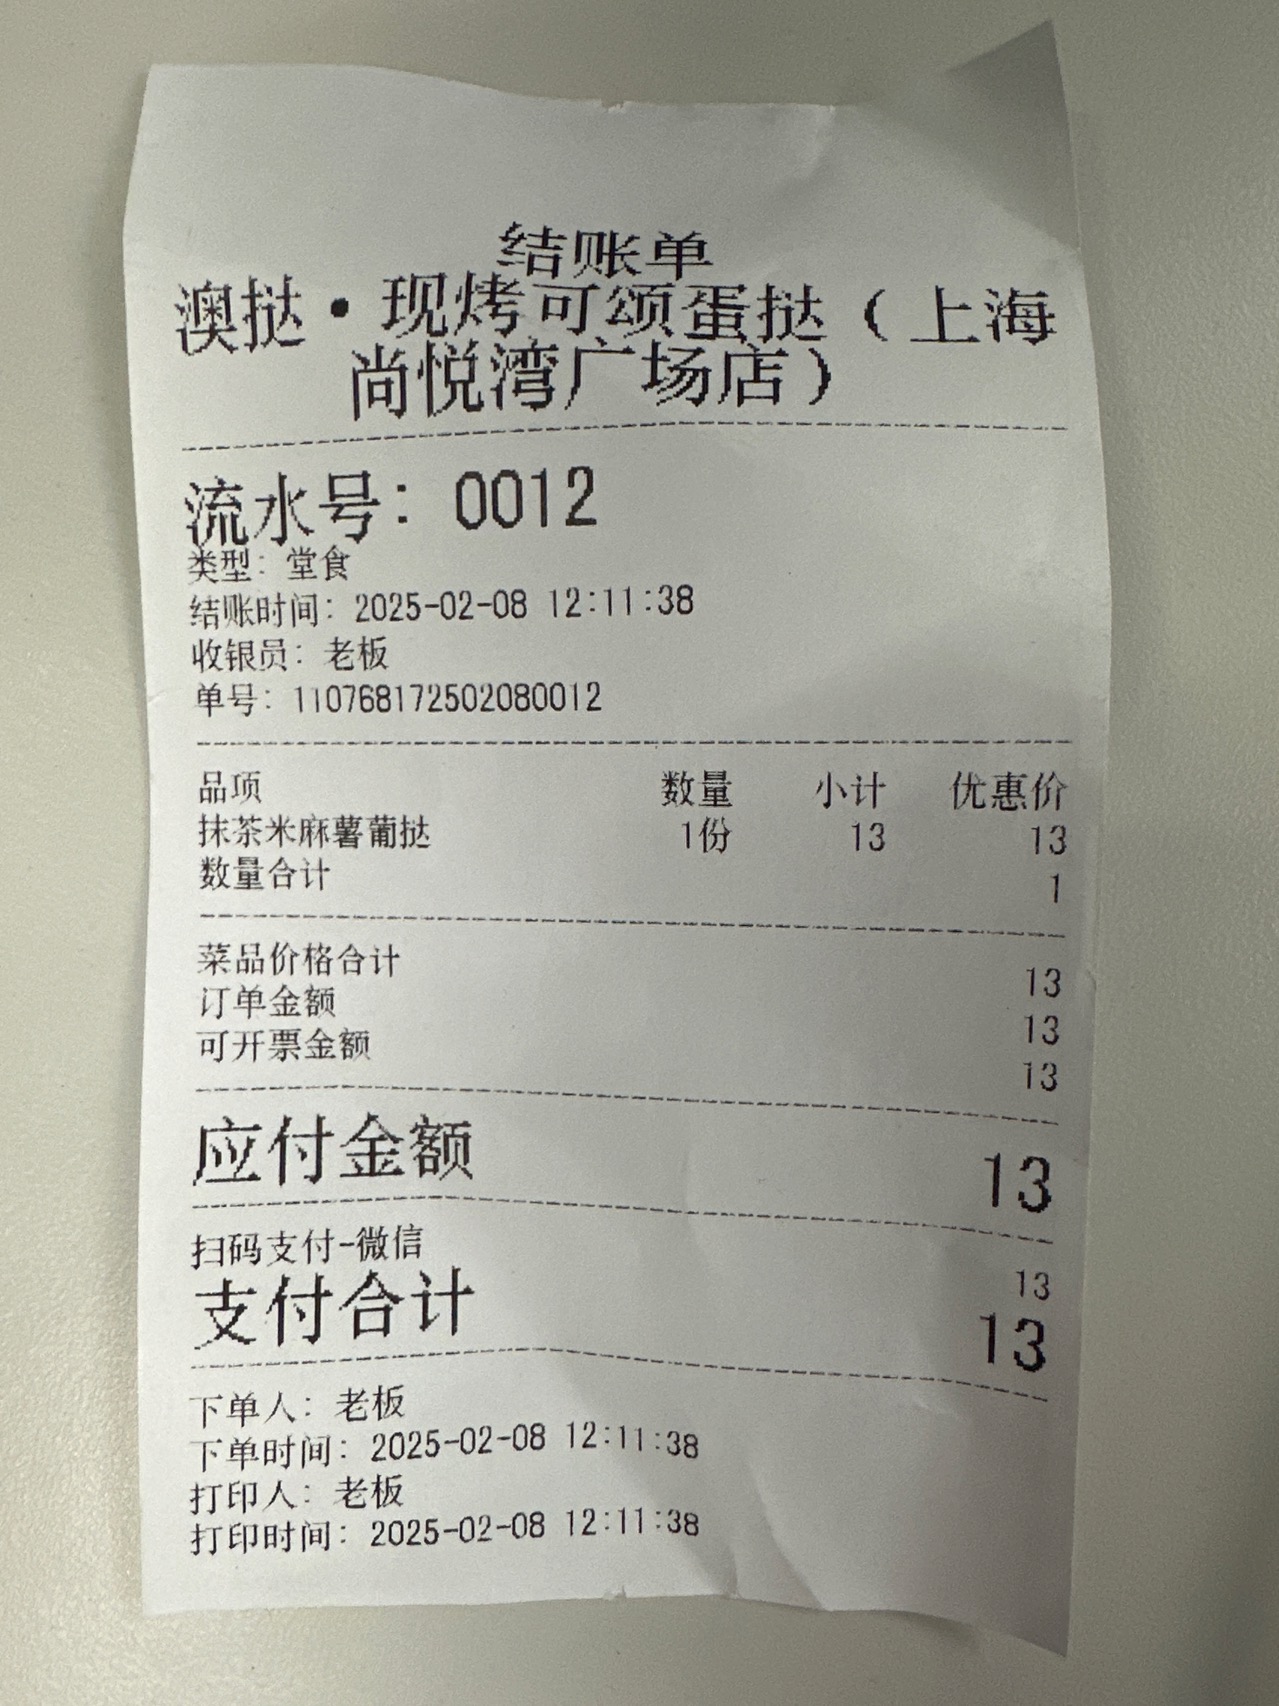 结账单
澳挞·现烤可颂蛋挞（上海
尚悦湾广场店）
流水号：0012
类型：堂食
结账时间：2025-02-08 12:11:38
收银员：老板
单号：110768172502080012
品项 数量 小计 优惠价
抹茶米麻薯葡挞 1份 13 13
数量合计 1
菜品价格合计 13
订单金额 13
可开票金额 13
应付金额 13
扫码支付-微信 13
支付合计 13
下单人：老板
下单时间：2025-02-08 12:11:38
打印人：老板
打印时间：2025-02-08 12:11:38